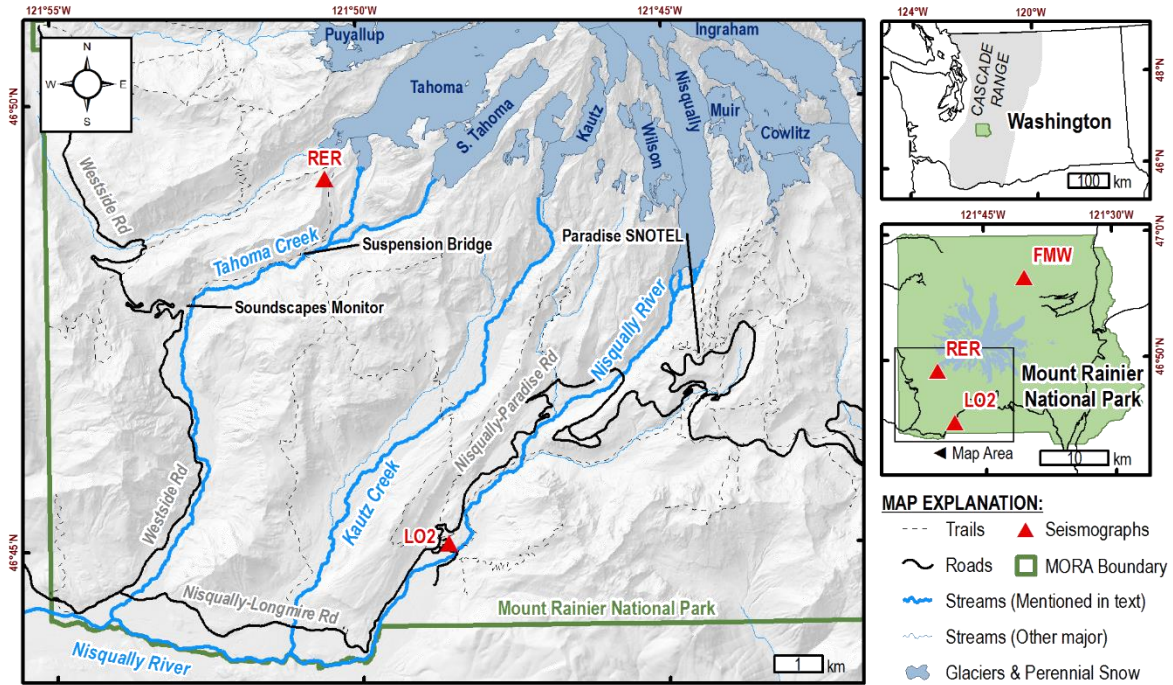 121°55'W
121°50'W
121°45'W
46°50'N
46°45'N
N
W
E
S
Puyallup
Tahoma
S. Tahoma
Kautz
Wilson
Nisqually
Ingraham
Muir
Cowlitz
RER
Westside Rd
Tahoma Creek
Suspension Bridge
Paradise SNOTEL
Soundscapes Monitor
Nisqually River
Nisqually-Paradise Rd
Westside Rd
Kautz Creek
LO2
Nisqually-Longmire Rd
Mount Rainier National Park
Nisqually River
1 km
124°W
120°W
48°N
46°N
CASCADE
RANGE
Washington
100 km
121°45'W
121°30'W
47°0'N
46°50'N
FMW
RER
LO2
Mount Rainier
National Park
◄ Map Area
10 km
MAP EXPLANATION:
Trails
Seismographs
Roads
MORA Boundary
Streams (Mentioned in text)
Streams (Other major)
Glaciers & Perennial Snow